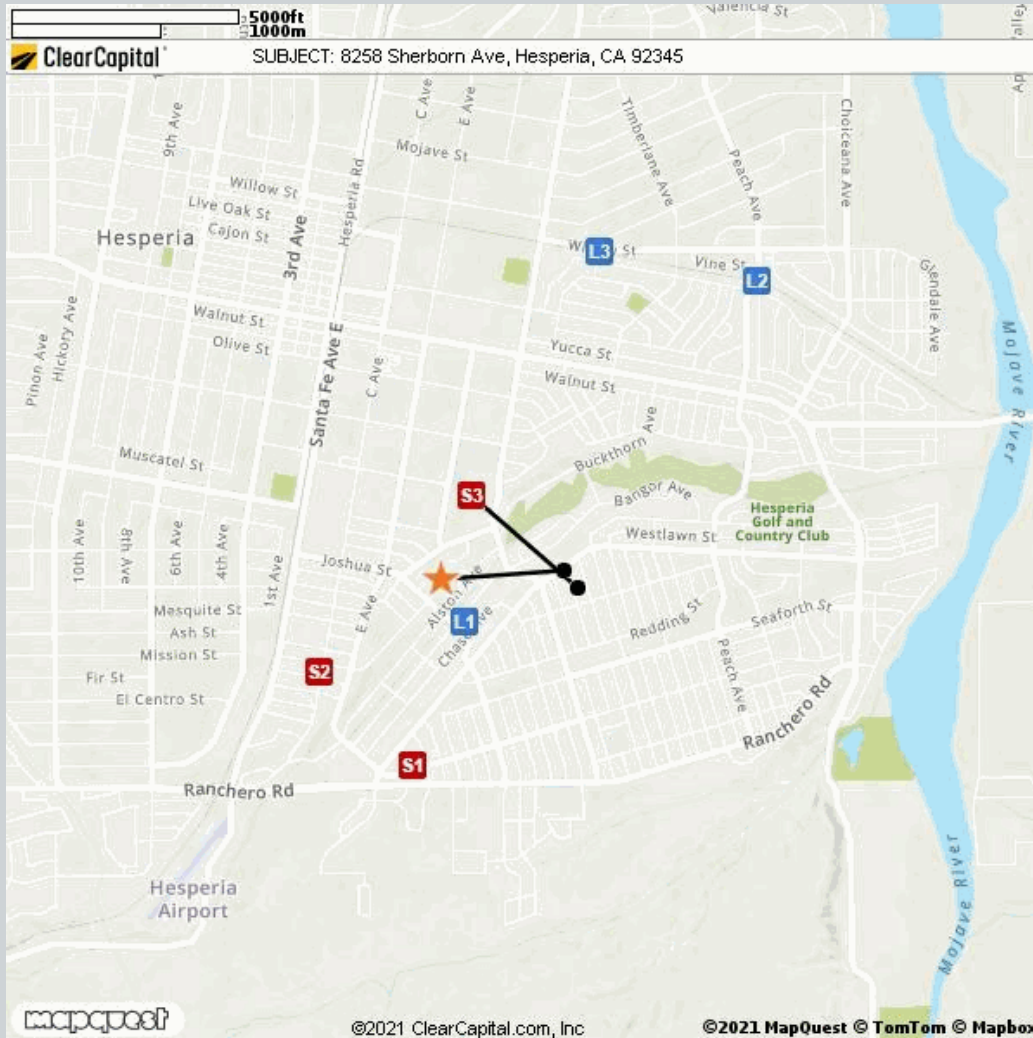 5000ft
1000m
ClearCapital
SUBJECT: 8258 Sherborn Ave, Hesperia, CA 92345
Valencia St
C Ave
E Ave
9th Ave
Mojave St
Timberlane Ave
Peach Ave
Choiceana Ave
Willow St
Live Oak St
Cajon St
Hesperia Rd
Hesperia
3rd Ave
L3
Vine St
L2
Glendale Ave
Walnut St
Olive St
Pinon Ave
Hickory Ave
Santa Fe Ave E
C Ave
Yucca St
Walnut St
Mojave River
Muscatel St
Buckthorn Ave
S3
Bangor Ave
Hesperia
Golf and
Country Club
Westlawn St
10th Ave
8th Ave
6th Ave
4th Ave
1st Ave
Joshua St
E Ave
Alston Ave
L1
Chase Ave
Mesquite St
Ash St
Mission St
Redding St
Seaforth St
S2
Fir St
El Centro St
Peach Ave
Ranchero Rd
S1
Ranchero Rd
Hesperia
Airport
Mojave River
mapquest
©2021 ClearCapital.com, Inc
©2021 MapQuest © TomTom © Mapbox